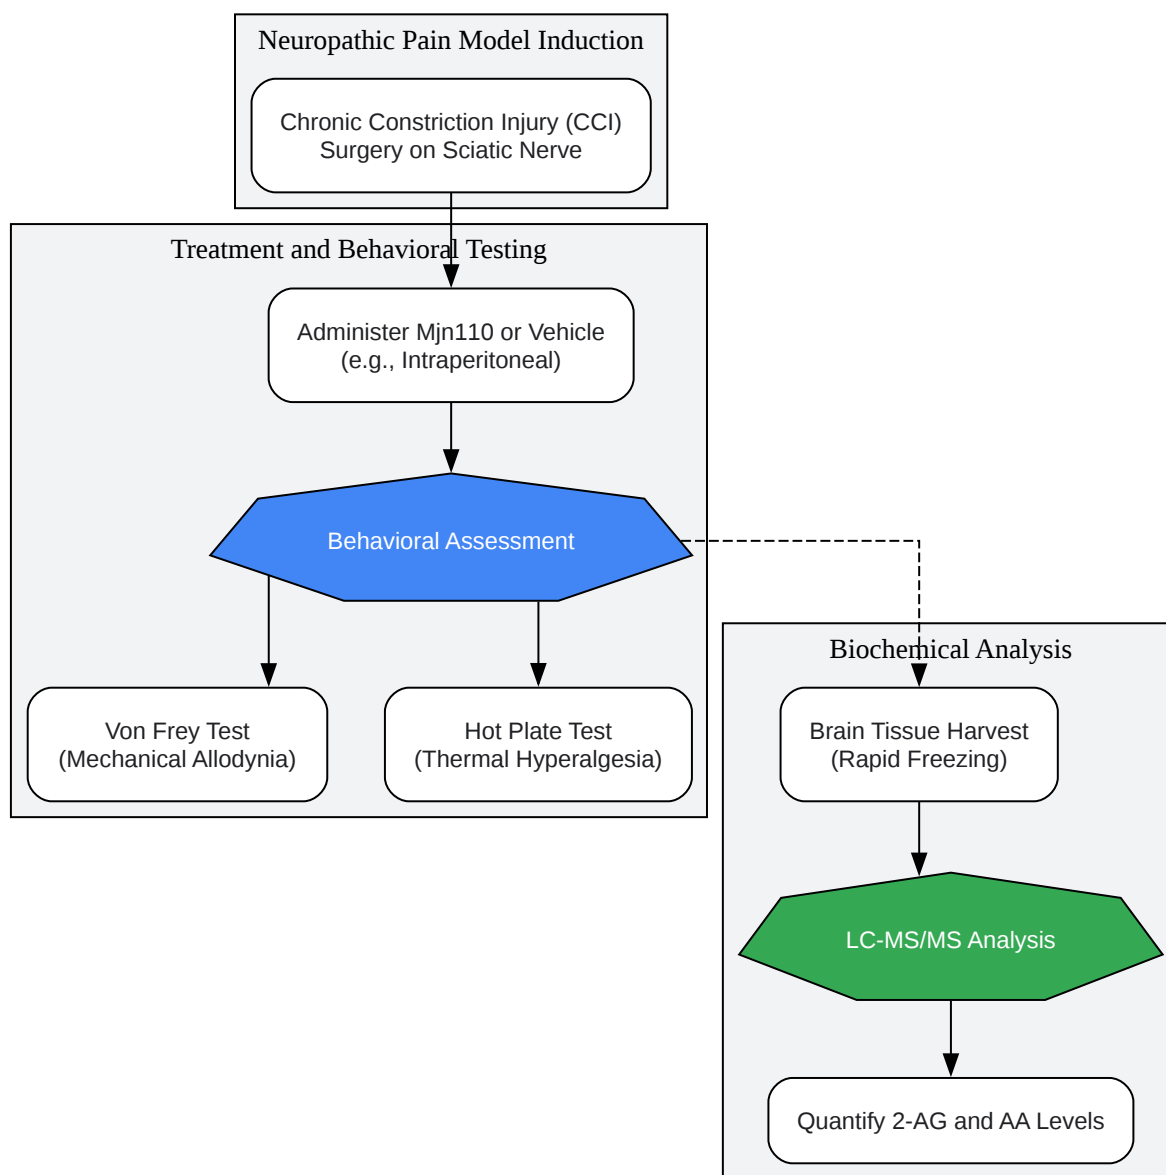 Neuropathic Pain Model Induction
Chronic Constriction Injury (CCI)
Surgery on Sciatic Nerve
Treatment and Behavioral Testing
Administer Mjn110 or Vehicle
(e.g., Intraperitoneal)
Behavioral Assessment
Von Frey Test
(Mechanical Allodynia)
Hot Plate Test
(Thermal Hyperalgesia)
Biochemical Analysis
Brain Tissue Harvest
(Rapid Freezing)
LC-MS/MS Analysis
Quantify 2-AG and AA Levels